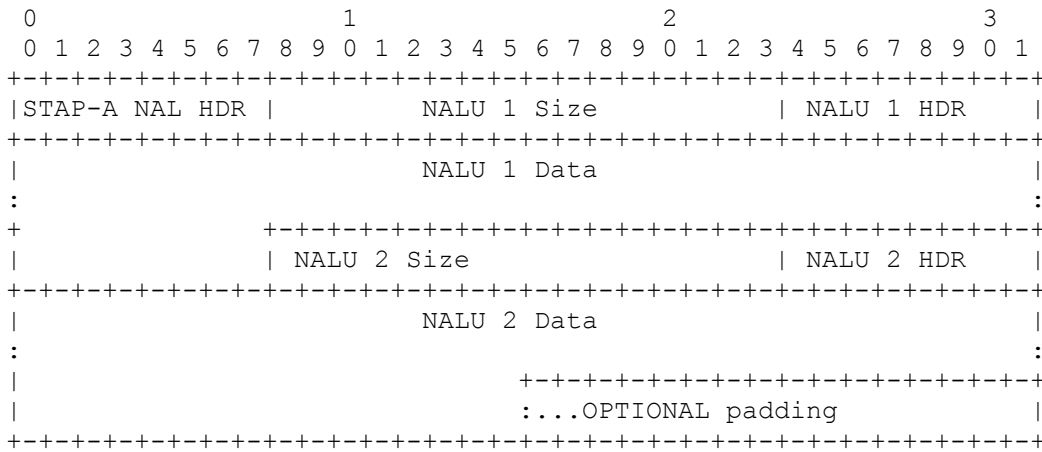 0                   1                   2                   3
 0 1 2 3 4 5 6 7 8 9 0 1 2 3 4 5 6 7 8 9 0 1 2 3 4 5 6 7 8 9 0 1
+-+-+-+-+-+-+-+-+-+-+-+-+-+-+-+-+-+-+-+-+-+-+-+-+-+-+-+-+-+-+-+-+
|STAP-A NAL HDR |         NALU 1 Size           | NALU 1 HDR    |
+-+-+-+-+-+-+-+-+-+-+-+-+-+-+-+-+-+-+-+-+-+-+-+-+-+-+-+-+-+-+-+-+
|                         NALU 1 Data                           |
:                                                               :
+               +-+-+-+-+-+-+-+-+-+-+-+-+-+-+-+-+-+-+-+-+-+-+-+-+
|               | NALU 2 Size                   | NALU 2 HDR    |
+-+-+-+-+-+-+-+-+-+-+-+-+-+-+-+-+-+-+-+-+-+-+-+-+-+-+-+-+-+-+-+-+
|                         NALU 2 Data                           |
:                                                               :
|                               +-+-+-+-+-+-+-+-+-+-+-+-+-+-+-+-+
|                               :...OPTIONAL padding            |
+-+-+-+-+-+-+-+-+-+-+-+-+-+-+-+-+-+-+-+-+-+-+-+-+-+-+-+-+-+-+-+-+